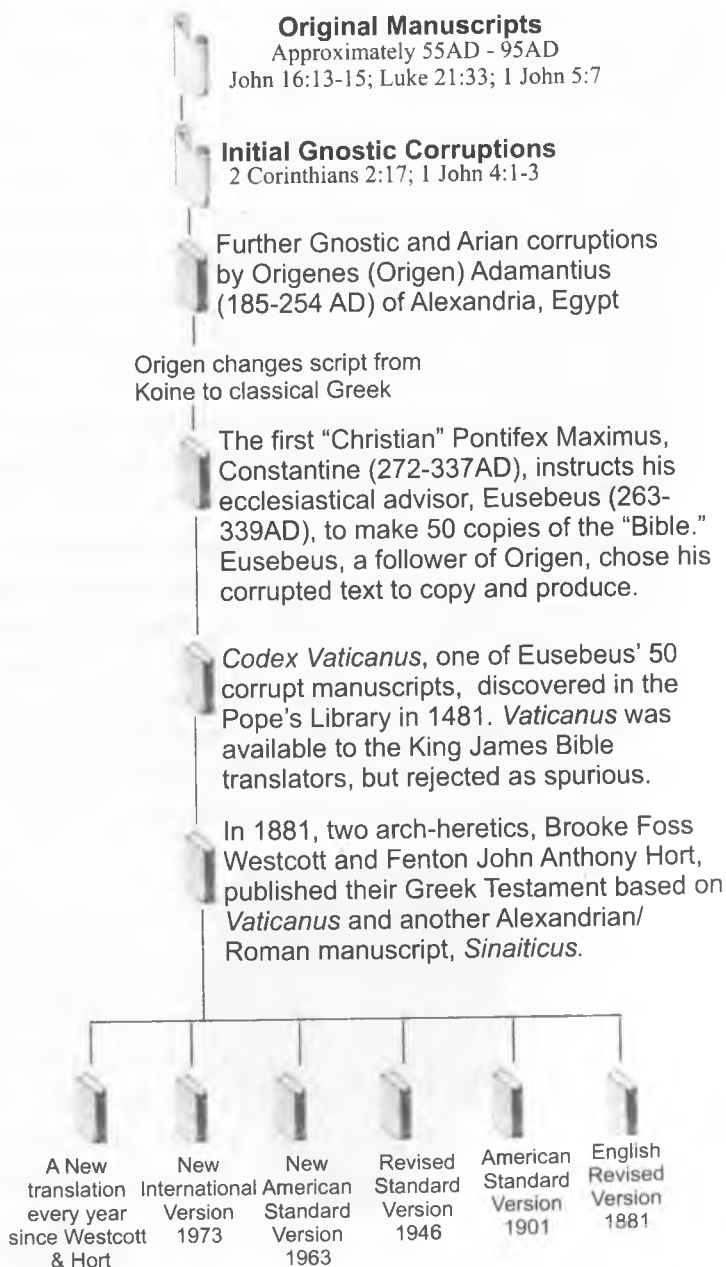 Original Manuscripts
Approximately 55AD - 95AD
John 16:13-15; Luke 21:33; 1 John 5:7
Initial Gnostic Corruptions
2 Corinthians 2:17; 1 John 4:1-3
Further Gnostic and Arian corruptions
by Origenes (Origen) Adamantius
(185-254 AD) of Alexandria, Egypt
Origen changes script from
Koine to classical Greek
The first “Christian” Pontifex Maximus,
Constantine (272-337AD), instructs his
ecclesiastical advisor, Eusebeus (263-
339AD), to make 50 copies of the “Bible.”
Eusebeus, a follower of Origen, chose his
corrupted text to copy and produce.
Codex Vaticanus, one of Eusebeus’ 50
corrupt manuscripts, discovered in the
Pope’s Library in 1481. Vaticanus was
available to the King James Bible
translators, but rejected as spurious.
In 1881, two arch-heretics, Brooke Foss
Westcott and Fenton John Anthony Hort,
published their Greek Testament based on
Vaticanus and another Alexandrian/
Roman manuscript, Sinaiticus.
A New
translation
every year
since Westcott
& Hort
New
International
Version
1973
New
American
Standard
Version
1963
Revised
Standard
Version
1946
American
Standard
Version
1901
English
Revised
Version
1881